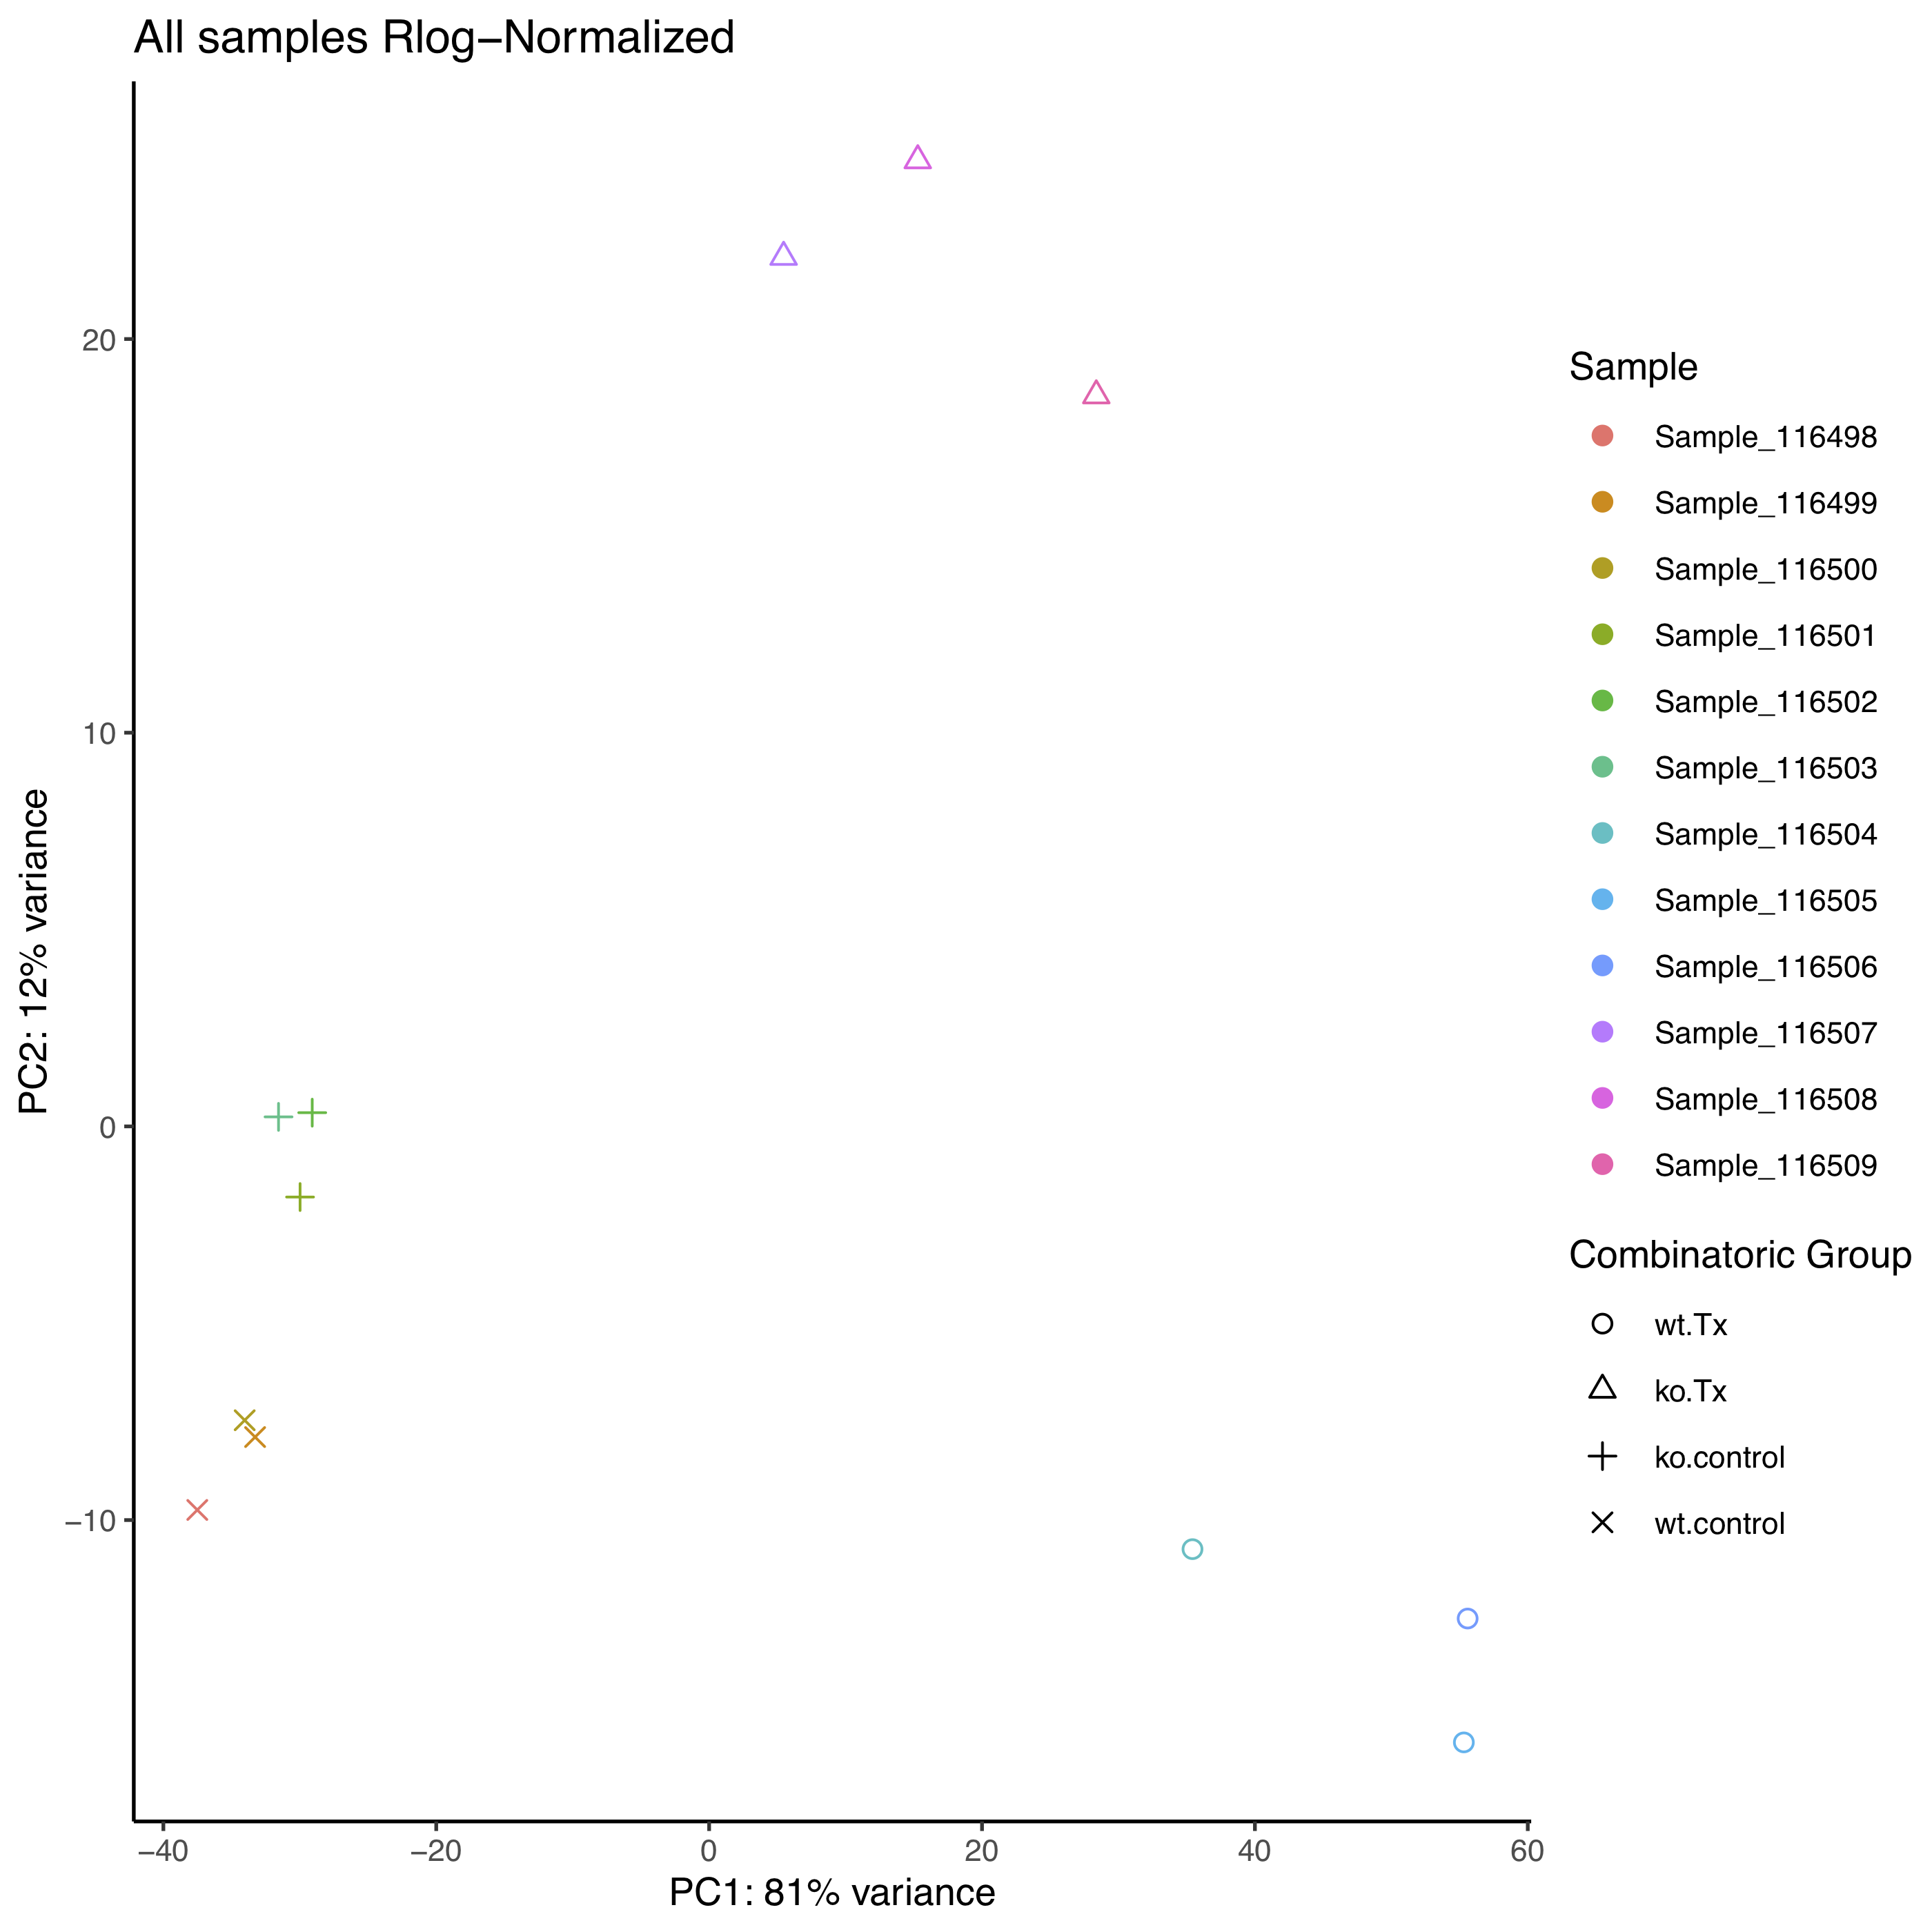 All samples Rlog−Normalized
20
10
0
−10
PC2: 12% variance
−40
−20
0
20
40
60
PC1: 81% variance
Sample
Sample_116498
Sample_116499
Sample_116500
Sample_116501
Sample_116502
Sample_116503
Sample_116504
Sample_116505
Sample_116506
Sample_116507
Sample_116508
Sample_116509
Combinatoric Group
wt.Tx
ko.Tx
ko.control
wt.control